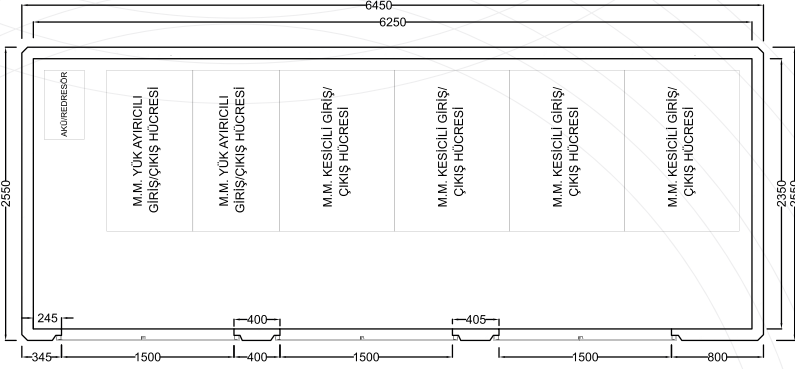 6450
6250
AKÜ/REDRESÖR
M.M. YÜK AYIRICILI
GİRİŞ/ÇIKIŞ HÜCRESİ
M.M. YÜK AYIRICILI
GİRİŞ/ÇIKIŞ HÜCRESİ
M.M. KESİCİLİ GİRİŞ/
ÇIKIŞ HÜCRESİ
M.M. KESİCİLİ GİRİŞ/
ÇIKIŞ HÜCRESİ
M.M. KESİCİLİ GİRİŞ/
ÇIKIŞ HÜCRESİ
M.M. KESİCİLİ GİRİŞ/
ÇIKIŞ HÜCRESİ
2550
2350
2550
245
400
405
345
1500
400
1500
1500
800